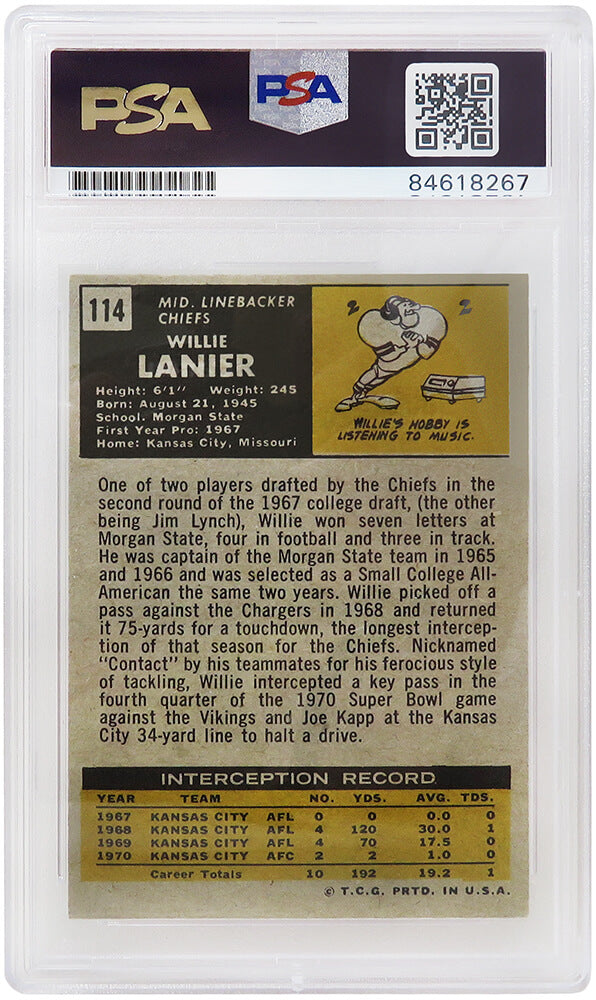 PSA
PSA
84618267
114
MID. LINEBACKER
CHIEFS
WILLIE
LANIER
Height: 6'1" Weight: 245
Born: August 21, 1945
School: Morgan State
First Year Pro: 1967
Home: Kansas City, Missouri
WILLIE'S HOBBY IS
LISTENING TO MUSIC.
One of two players drafted by the Chiefs in the
second round of the 1967 college draft, (the other
being Jim Lynch), Willie won seven letters at
Morgan State, four in football and three in track.
He was captain of the Morgan State team in 1965
and 1966 and was selected as a Small College All-
American the same two years. Willie picked off a
pass against the Chargers in 1968 and returned
it 75-yards for a touchdown, the longest intercep-
tion of that season for the Chiefs. Nicknamed
"Contact" by his teammates for his ferocious style
of tackling, Willie intercepted a key pass in the
fourth quarter of the 1970 Super Bowl game
against the Vikings and Joe Kapp at the Kansas
City 34-yard line to halt a drive.
INTERCEPTION RECORD
YEAR TEAM NO. YDS. AVG. TDS.
1967 KANSAS CITY AFL 0 0 0.0 0
1968 KANSAS CITY AFL 4 120 30.0 1
1969 KANSAS CITY AFL 4 70 17.5 0
1970 KANSAS CITY AFC 2 2 1.0 0
Career Totals 10 192 19.2 1
© T.C.G. PRTD. IN U.S.A.